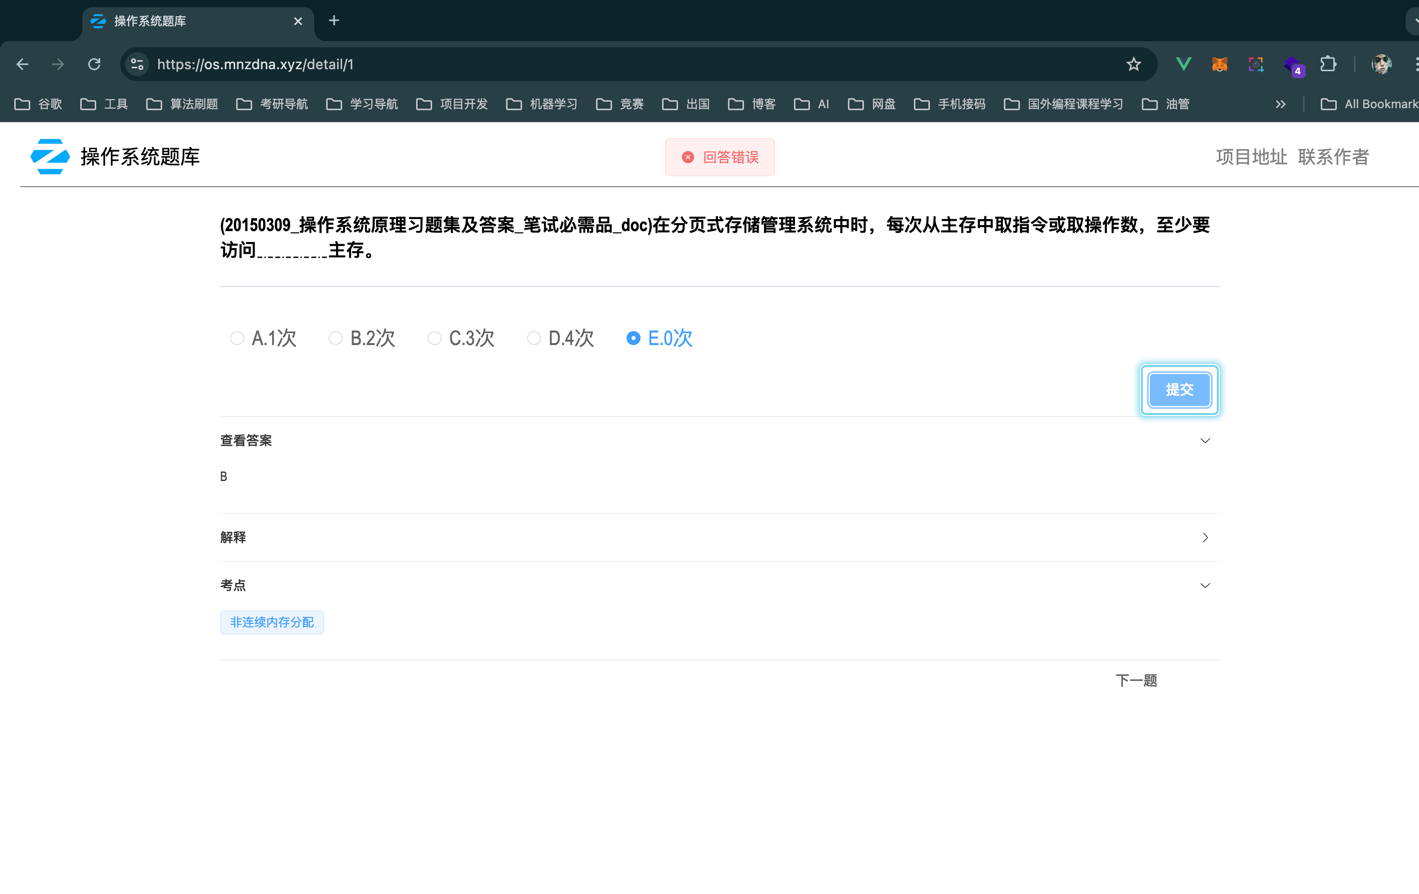 操作系统题库
https://os.mnzdna.xyz/detail/1
4
谷歌 工具 算法刷题 考研导航 学习导航 项目开发 机器学习 竞赛 出国 博客 AI 网盘 手机接码 国外编程课程学习 油管 All Bookmark
操作系统题库 回答错误 项目地址 联系作者
(20150309_操作系统原理习题集及答案_笔试必需品_doc)在分页式存储管理系统中时，每次从主存中取指令或取操作数，至少要
访问_._._._._._主存。
A.1次 B.2次 C.3次 D.4次 E.0次
提交
查看答案
B
解释
考点
非连续内存分配
下一题